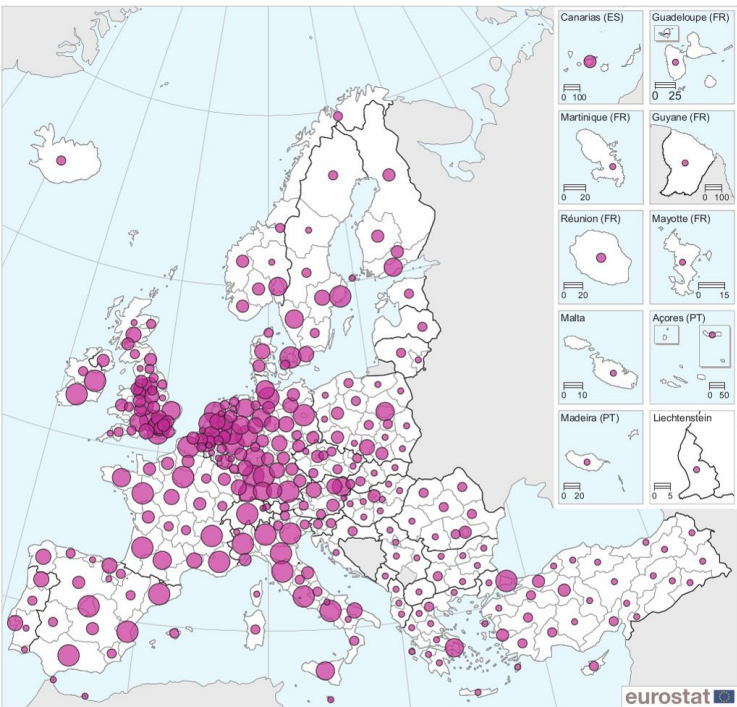 Canarias (ES)
0 100
Guadeloupe (FR)
0 25
Martinique (FR)
0 20
Guyane (FR)
0 100
Réunion (FR)
0 20
Mayotte (FR)
0 15
Malta
0 10
Açores (PT)
0 50
Madeira (PT)
0 20
Liechtenstein
0 5
eurostat